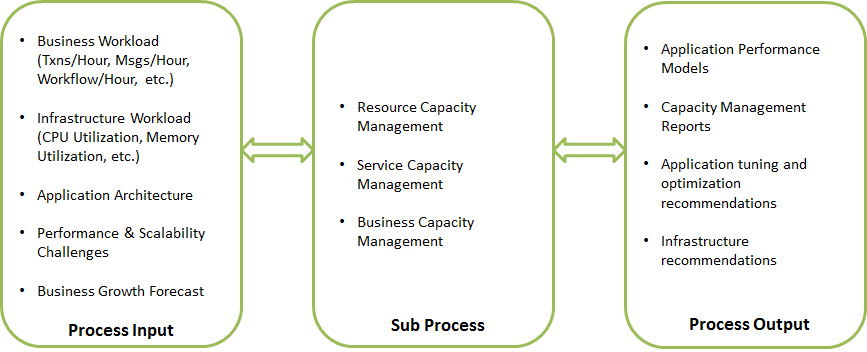 • Business Workload
(Txns/Hour, Msgs/Hour,
Workflow/Hour, etc.)
• Infrastructure Workload
(CPU Utilization, Memory
Utilization, etc.)
• Application Architecture
• Performance & Scalability
Challenges
• Business Growth Forecast
Process Input
• Resource Capacity
Management
• Service Capacity
Management
• Business Capacity
Management
Sub Process
• Application Performance
Models
• Capacity Management
Reports
• Application tuning and
optimization
recommendations
• Infrastructure
recommendations
Process Output